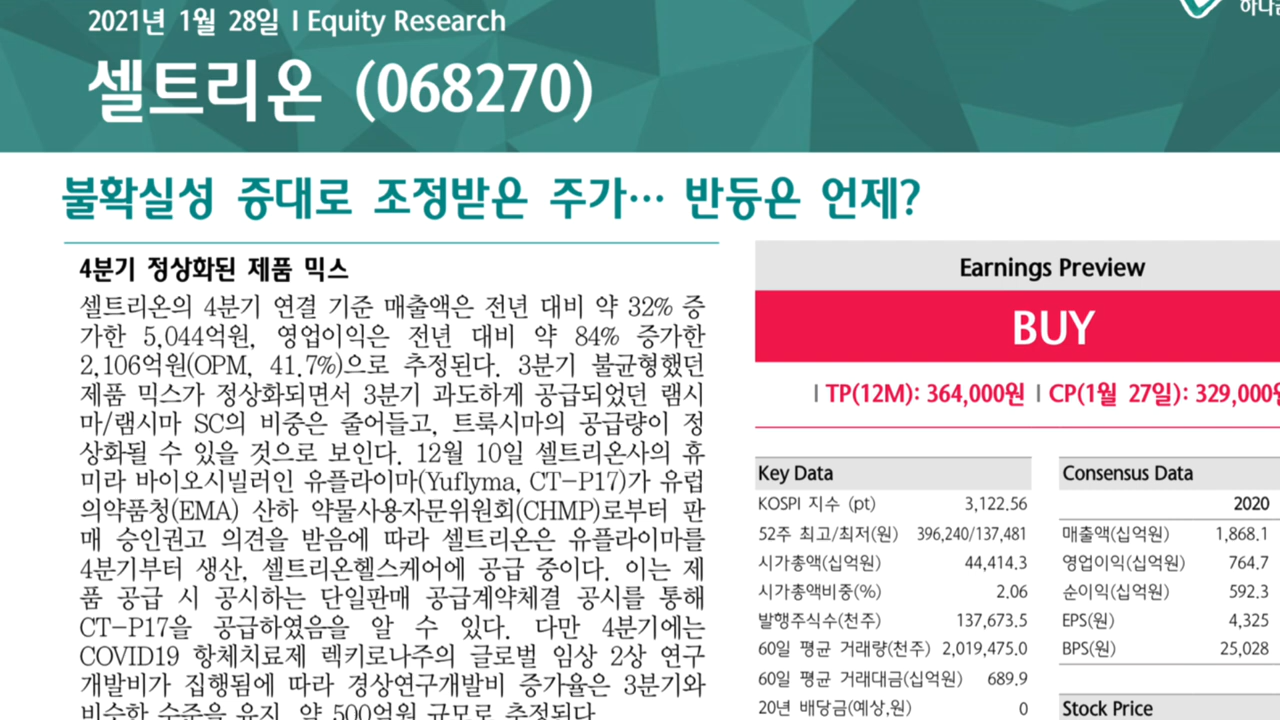 2021년 1월 28일 I Equity Research
하나금
셀트리온 (068270)
불확실성 증대로 조정받은 주가… 반등은 언제?
4분기 정상화된 제품 믹스
셀트리온의 4분기 연결 기준 매출액은 전년 대비 약 32% 증
가한 5,044억원, 영업이익은 전년 대비 약 84% 증가한
2,106억원(OPM, 41.7%)으로 추정된다. 3분기 불균형했던
제품 믹스가 정상화되면서 3분기 과도하게 공급되었던 램시
마/램시마 SC의 비중은 줄어들고, 트룩시마의 공급량이 정
상화될 수 있을 것으로 보인다. 12월 10일 셀트리온사의 휴
미라 바이오시밀러인 유플라이마(Yuflyma, CT-P17)가 유럽
의약품청(EMA) 산하 약물사용자문위원회(CHMP)로부터 판
매 승인권고 의견을 받음에 따라 셀트리온은 유플라이마를
4분기부터 생산, 셀트리온헬스케어에 공급 중이다. 이는 제
품 공급 시 공시하는 단일판매 공급계약체결 공시를 통해
CT-P17을 공급하였음을 알 수 있다. 다만 4분기에는
COVID19 항체치료제 렉키로나주의 글로벌 임상 2상 연구
개발비가 집행됨에 따라 경상연구개발비 증가율은 3분기와
비슷한 수준을 유지, 약 500억원 규모로 추정된다.
Earnings Preview
BUY
I TP(12M): 364,000원 I CP(1월 27일): 329,000원
Key Data
KOSPI 지수 (pt) 3,122.56
52주 최고/최저(원) 396,240/137,481
시가총액(십억원) 44,414.3
시가총액비중(%) 2.06
발행주식수(천주) 137,673.5
60일 평균 거래량(천주) 2,019,475.0
60일 평균 거래대금(십억원) 689.9
20년 배당금(예상,원) 0
Consensus Data
2020
매출액(십억원) 1,868.1
영업이익(십억원) 764.7
순이익(십억원) 592.3
EPS(원) 4,325
BPS(원) 25,028
Stock Price